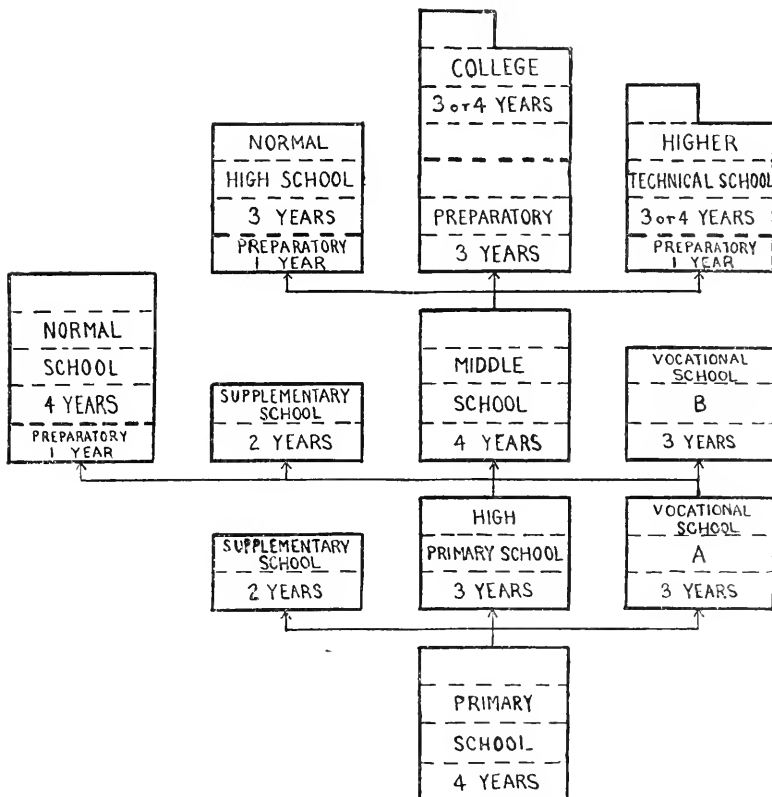 COLLEGE
3 or 4 YEARS
PREPARATORY
3 YEARS
NORMAL
HIGH SCHOOL
3 YEARS
PREPARATORY
1 YEAR
HIGHER
TECHNICAL SCHOOL
3 or 4 YEARS
PREPARATORY
1 YEAR
NORMAL
SCHOOL
4 YEARS
PREPARATORY
1 YEAR
SUPPLEMENTARY
SCHOOL
2 YEARS
MIDDLE
SCHOOL
4 YEARS
VOCATIONAL
SCHOOL
B
3 YEARS
SUPPLEMENTARY
SCHOOL
2 YEARS
HIGH
PRIMARY SCHOOL
3 YEARS
VOCATIONAL
SCHOOL
A
3 YEARS
PRIMARY
SCHOOL
4 YEARS